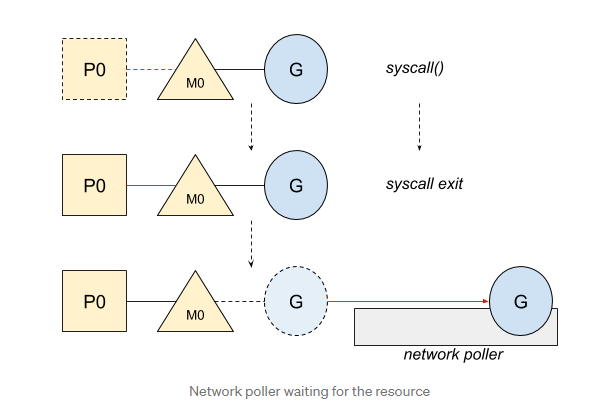 P0
M0
G
syscall()
P0
M0
G
syscall exit
P0
M0
G
G
network poller
Network poller waiting for the resource